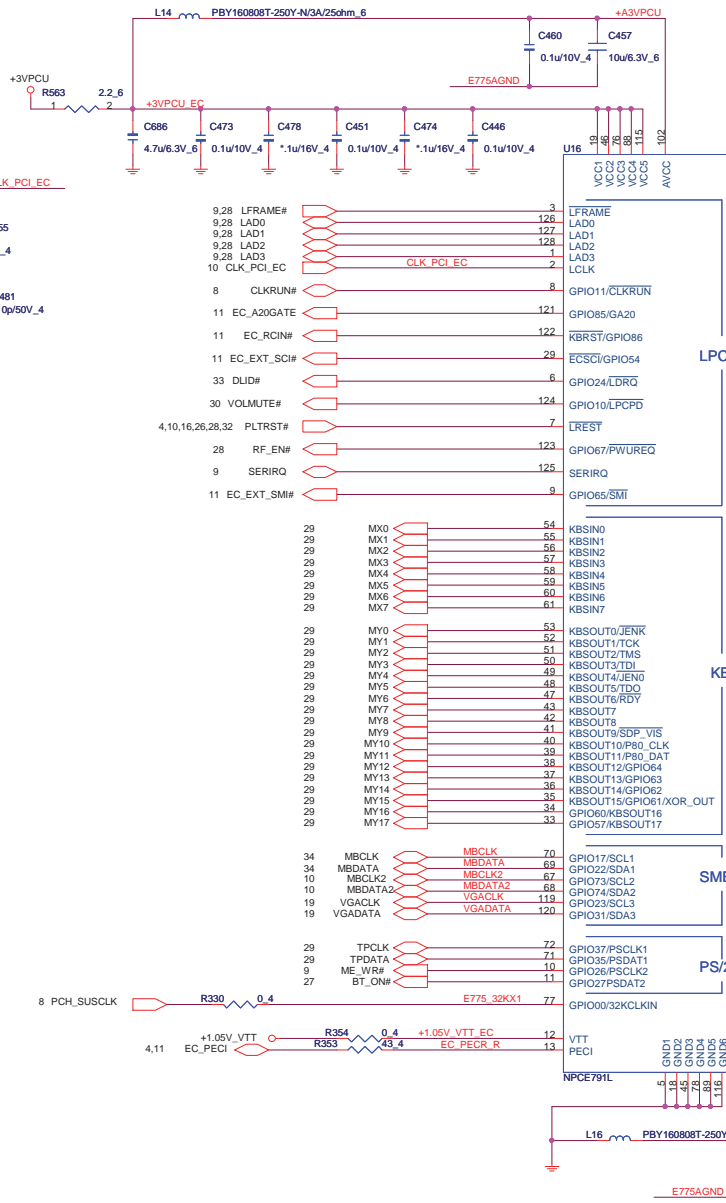 L14 PBY160808T-250Y-N/3A/25ohm_6
+A3VPCU
C460
0.1u/10V_4
C457
10u/6.3V_6
E775AGND
+3VPCU
R563 2.2_6
1 2
+3VPCU_EC
C686
4.7u/6.3V_6
C473
0.1u/10V_4
C478
*.1u/16V_4
C451
0.1u/10V_4
C474
*.1u/16V_4
C446
0.1u/10V_4
19 46 76 88 115 102
U16
VCC1 VCC2 VCC3 VCC4 VCC5 AVCC
LK_PCI_EC
55
_4
481
0p/50V_4
9,28 LFRAME# 3 LFRAME
9,28 LAD0 126 LAD0
9,28 LAD1 127 LAD1
9,28 LAD2 128 LAD2
9,28 LAD3 1 LAD3
10 CLK_PCI_EC CLK_PCI_EC 2 LCLK
8 CLKRUN# 8 GPIO11/CLKRUN
11 EC_A20GATE 121 GPIO85/GA20
11 EC_RCIN# 122 KBRST/GPIO86
11 EC_EXT_SCI# 29 ECSCI/GPIO54
LPC
33 DLID# 6 GPIO24/LDRQ
30 VOLMUTE# 124 GPIO10/LPCPD
4,10,16,26,28,32 PLTRST# 7 LREST
28 RF_EN# 123 GPIO67/PWUREQ
9 SERIRQ 125 SERIRQ
11 EC_EXT_SMI# 9 GPIO65/SMI
29 MX0 54 KBSIN0
29 MX1 55 KBSIN1
29 MX2 56 KBSIN2
29 MX3 57 KBSIN3
29 MX4 58 KBSIN4
29 MX5 59 KBSIN5
29 MX6 60 KBSIN6
29 MX7 61 KBSIN7
29 MY0 53 KBSOUT0/JENK
29 MY1 52 KBSOUT1/TCK
29 MY2 51 KBSOUT2/TMS
29 MY3 50 KBSOUT3/TDI
29 MY4 49 KBSOUT4/JEN0
29 MY5 48 KBSOUT5/TDO
29 MY6 47 KBSOUT6/RDY
29 MY7 43 KBSOUT7
29 MY8 42 KBSOUT8
29 MY9 41 KBSOUT9/SDP_VIS
29 MY10 40 KBSOUT10/P80_CLK
29 MY11 39 KBSOUT11/P80_DAT
29 MY12 38 KBSOUT12/GPIO64
29 MY13 37 KBSOUT13/GPIO63
29 MY14 36 KBSOUT14/GPIO62
29 MY15 35 KBSOUT15/GPIO61/XOR_OUT
29 MY16 34 GPIO60/KBSOUT16
29 MY17 33 GPIO57/KBSOUT17
34 MBCLK MBCLK 70 GPIO17/SCL1
34 MBDATA MBDATA 69 GPIO22/SDA1
10 MBCLK2 MBCLK2 67 GPIO73/SCL2
10 MBDATA2 MBDATA2 68 GPIO74/SDA2
19 VGACLK VGACLK 119 GPIO23/SCL3
19 VGADATA VGADATA 120 GPIO31/SDA3
29 TPCLK 72 GPIO37/PSCLK1
29 TPDATA 71 GPIO35/PSDAT1
9 ME_WR# 10 GPIO26/PSCLK2
27 BT_ON# 11 GPIO27PSDAT2
PS/2
8 PCH_SUSCLK R330 0_4 E775_32KX1 77 GPIO00/32KCLKIN
+1.05V_VTT R354 0_4 +1.05V_VTT_EC 12 VTT
4,11 EC_PECI R353 43_4 EC_PECR_R 13 PECI
GND1 GND2 GND3 GND4 GND5 GND6
NPCE791L
5 18 45 78 89 116
L16 PBY160808T-250Y
E775AGND